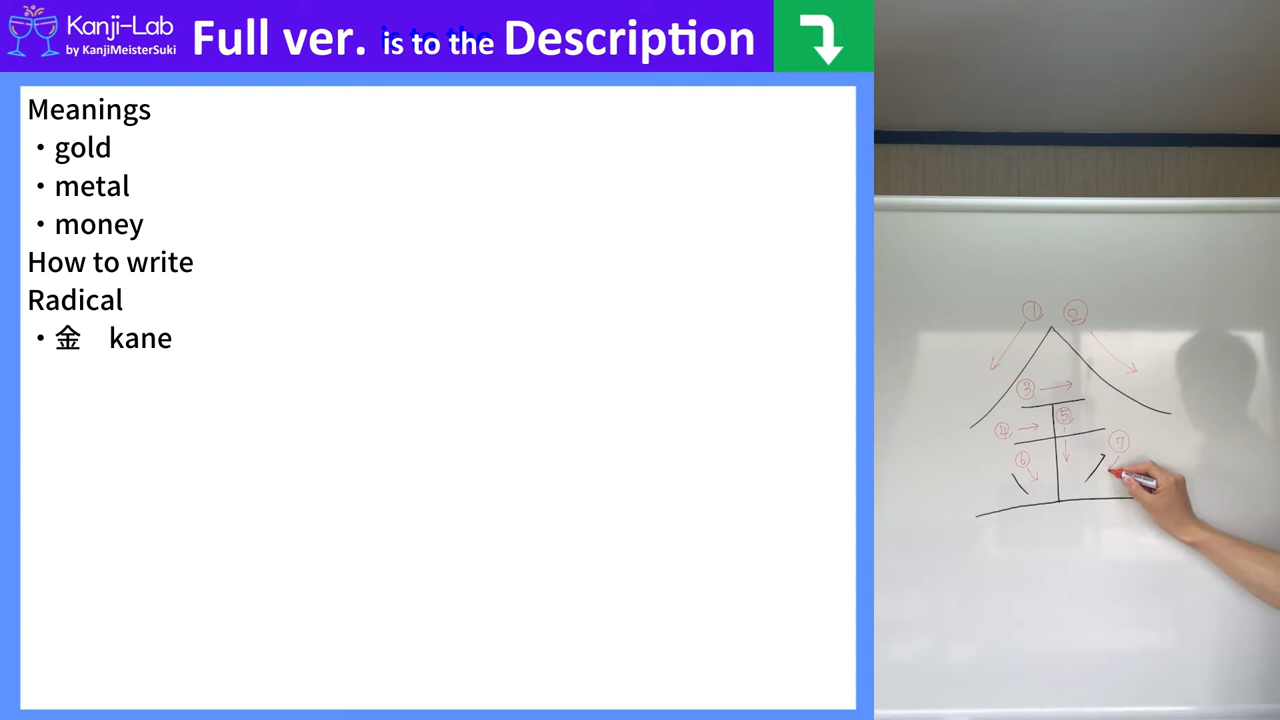 Kanji-Lab
by KanjiMeisterSuki
Full ver. is to the Description
Meanings
・gold
・metal
・money
How to write
Radical
・金 kane
① ②
③
⑤
④
⑦
⑥
金